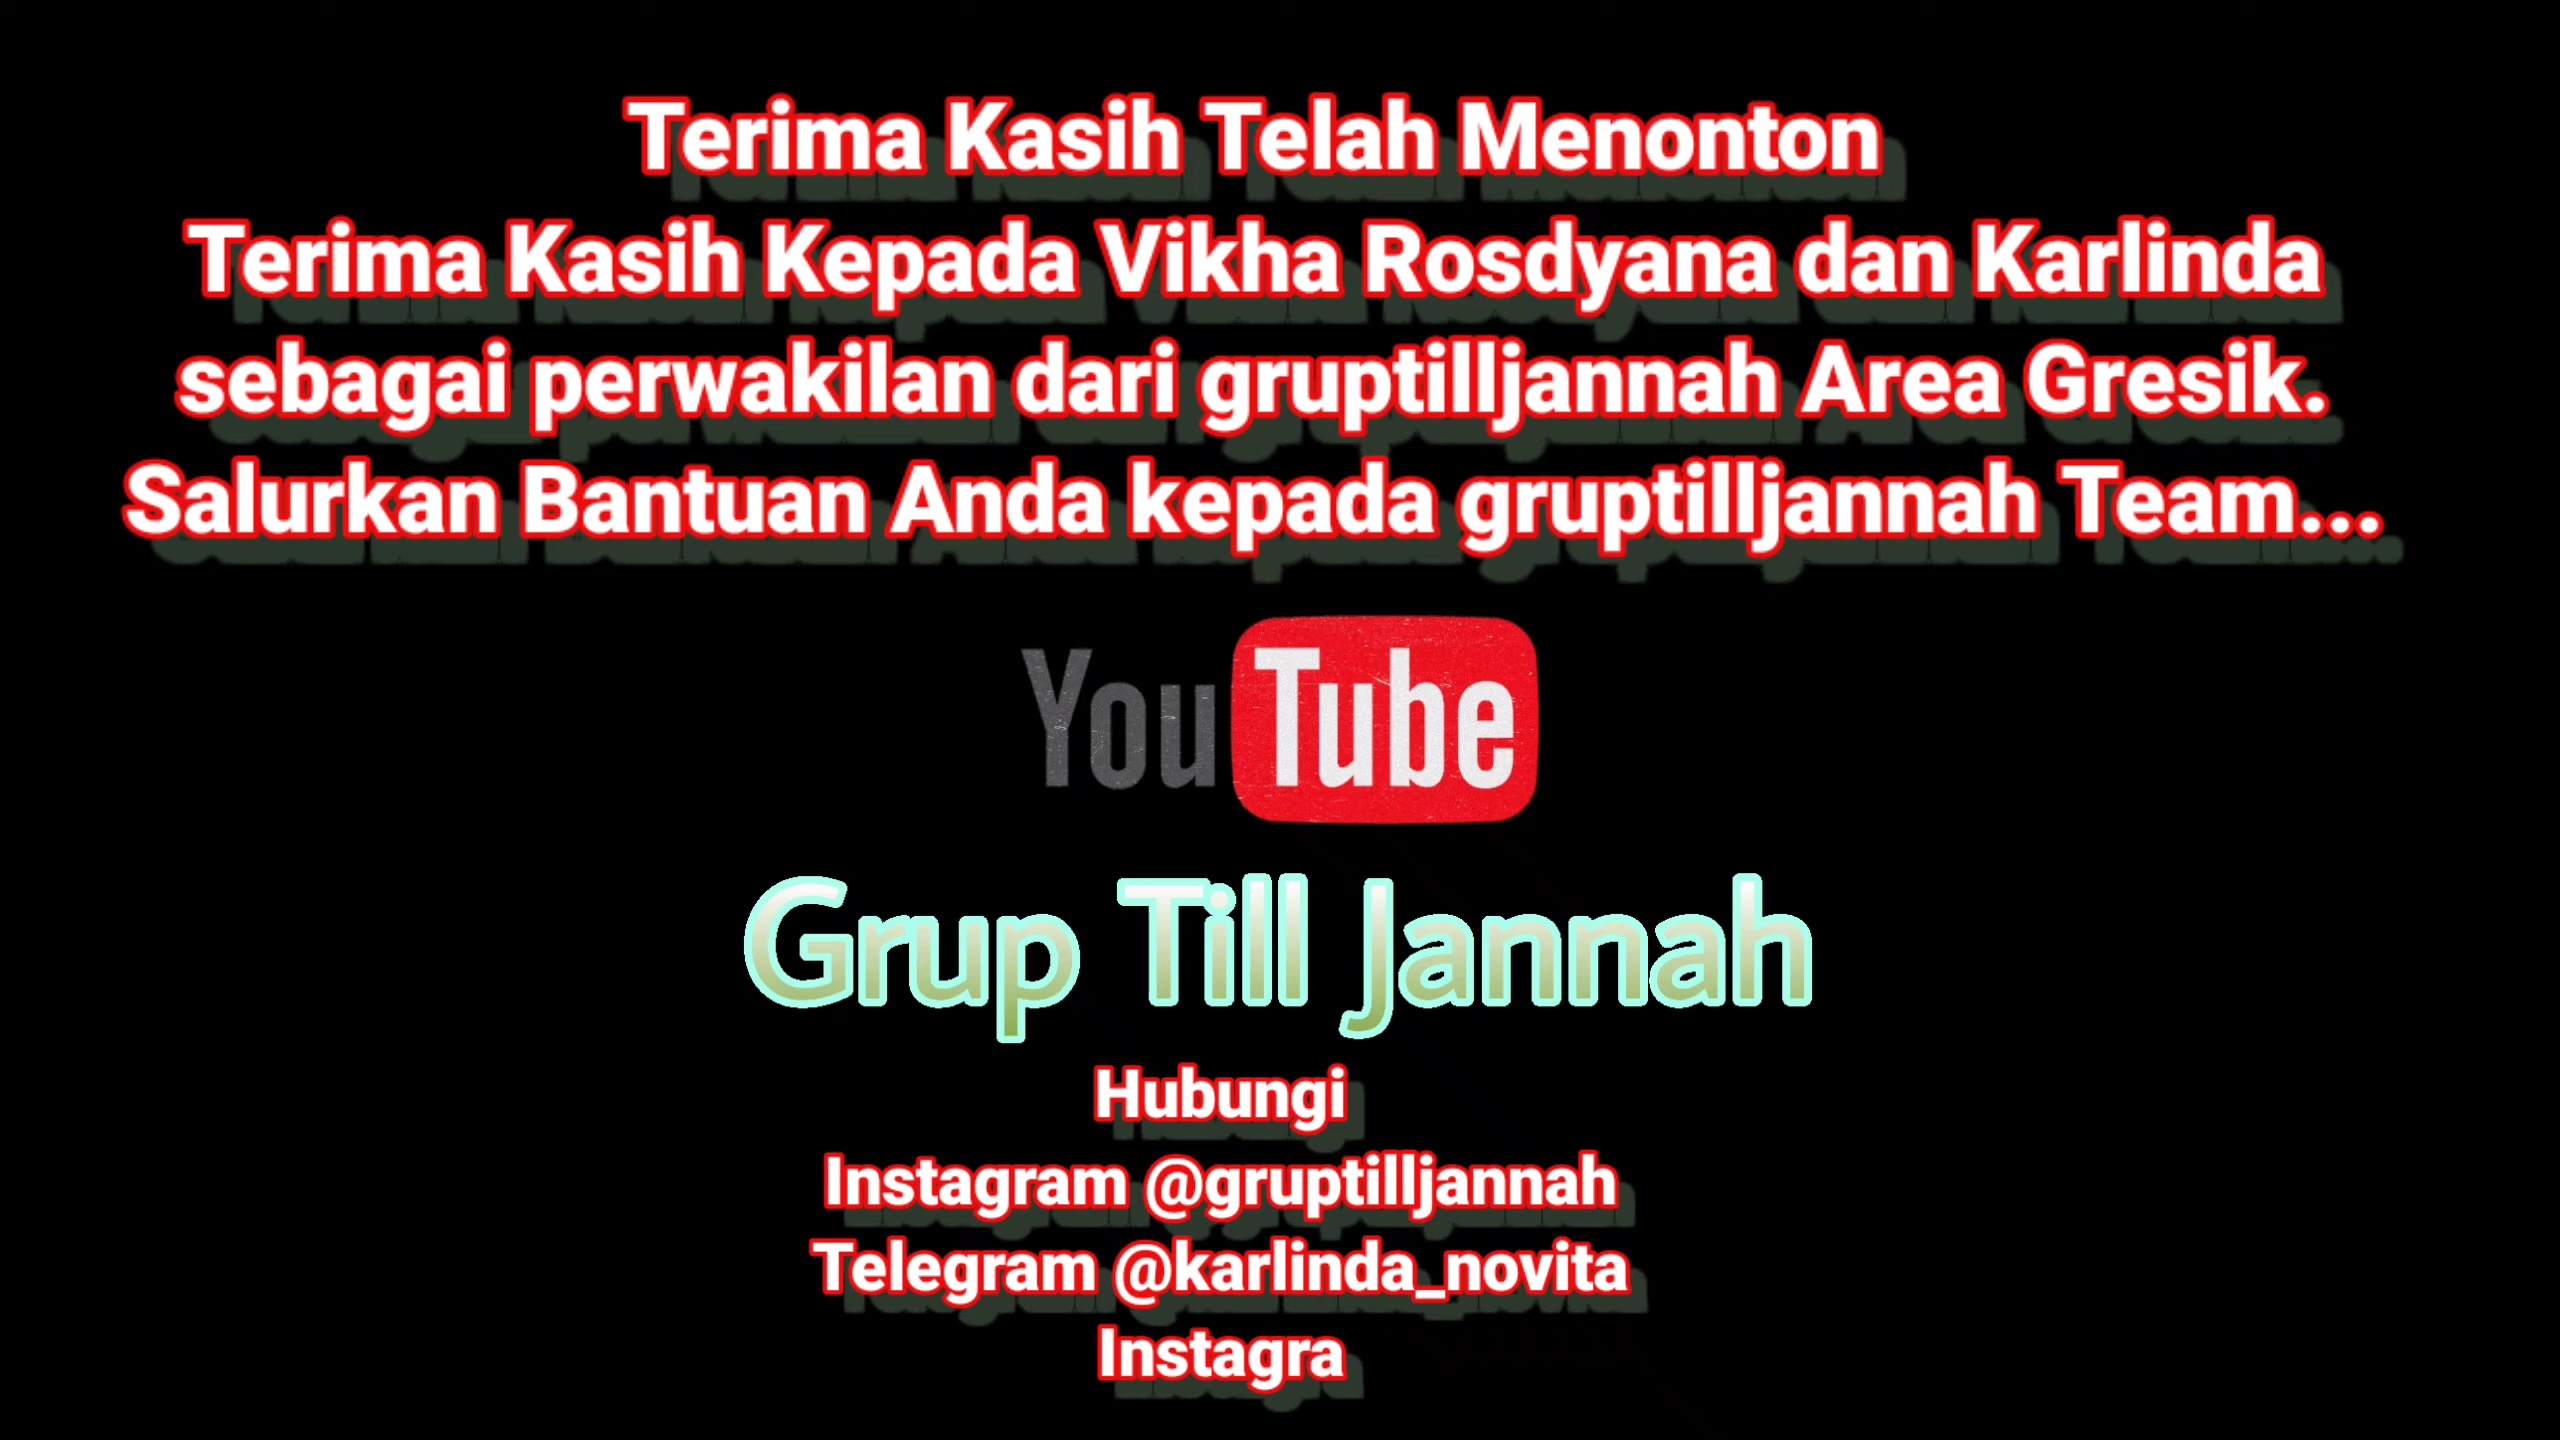 Terima Kasih Telah Menonton
Terima Kasih Kepada Vikha Rosdyana dan Karlinda
sebagai perwakilan dari gruptilljannah Area Gresik.
Salurkan Bantuan Anda kepada gruptilljannah Team...
YouTube
Grup Till Jannah
Hubungi
Instagram @gruptilljannah
Telegram @karlinda_novita
Instagra